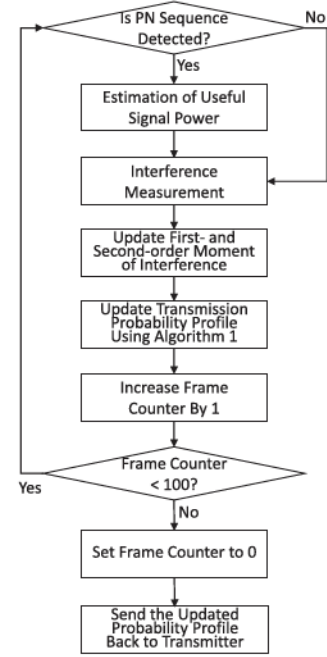 Is PN Sequence
Detected?
No
Yes
Estimation of Useful
Signal Power
Interference
Measurement
Update First- and
Second-order Moment
of Interference
Update Transmission
Probability Profile
Using Algorithm 1
Increase Frame
Counter By 1
Frame Counter
< 100?
Yes
No
Set Frame Counter to 0
Send the Updated
Probability Profile
Back to Transmitter